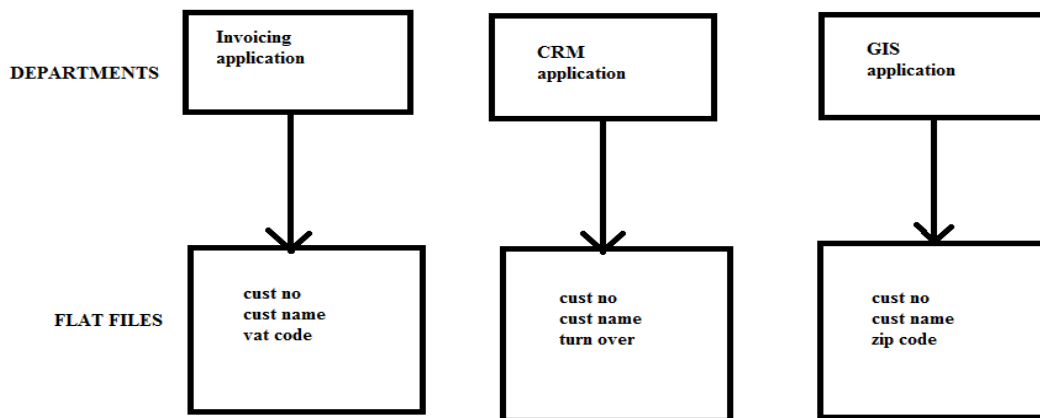 DEPARTMENTS
Invoicing
application
CRM
application
GIS
application
FLAT FILES
cust no
cust name
vat code
cust no
cust name
turn over
cust no
cust name
zip code